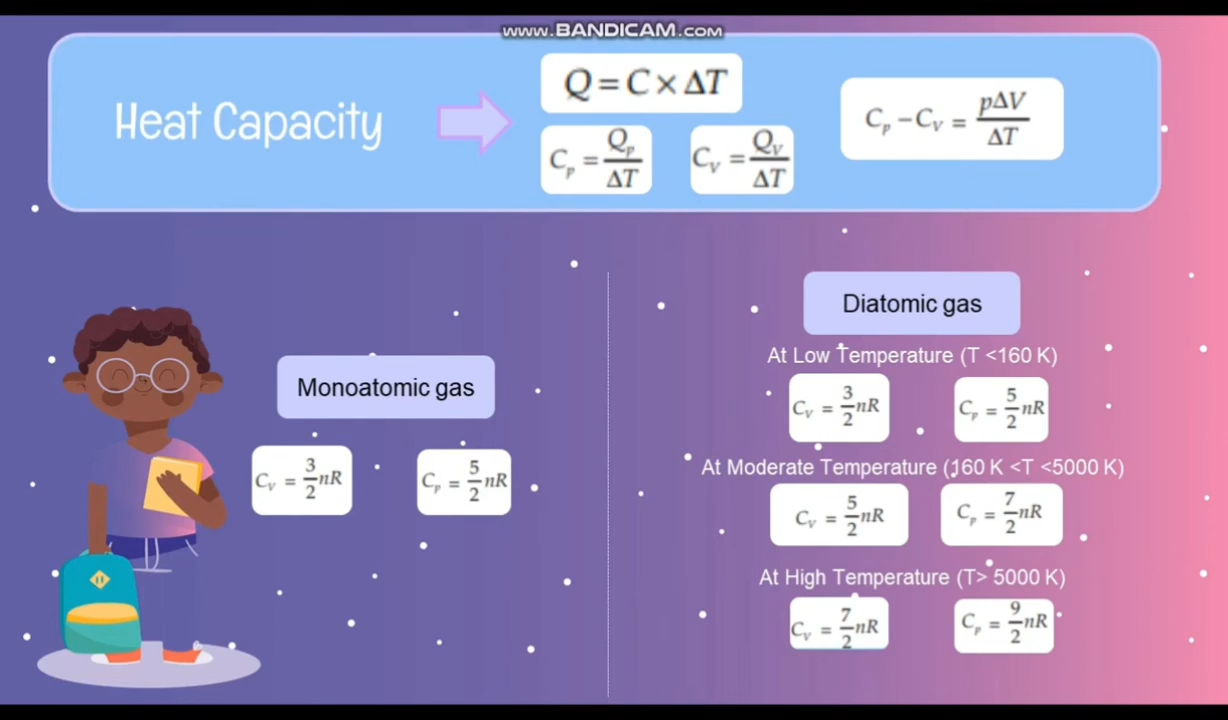 www.BANDICAM.com
Heat Capacity
Q = C × ΔT
C_p = Q_p / ΔT
C_V = Q_V / ΔT
C_p – C_V = pΔV / ΔT
Monoatomic gas
C_V = 3/2 nR
C_p = 5/2 nR
Diatomic gas
At Low Temperature (T <160 K)
C_V = 3/2 nR
C_p = 5/2 nR
At Moderate Temperature (160 K <T <5000 K)
C_V = 5/2 nR
C_p = 7/2 nR
At High Temperature (T> 5000 K)
C_V = 7/2 nR
C_p = 9/2 nR